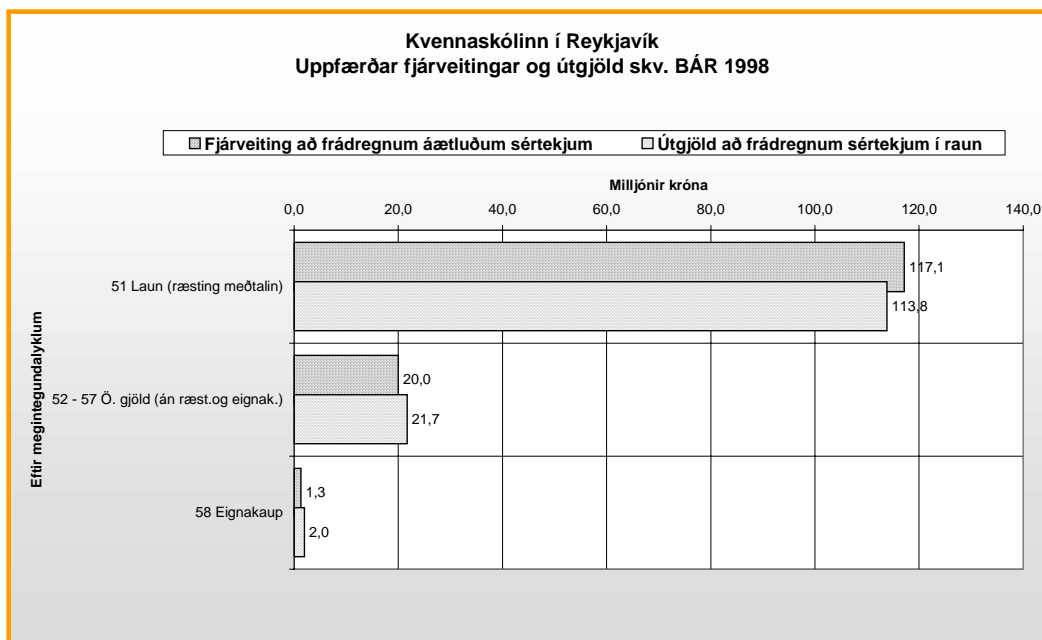 Kvennaskólinn í Reykjavík
Uppfærðar fjárveitingar og útgjöld skv. BÁR 1998
Fjárveiting að frádregnum áætluðum sértekjum
Útgjöld að frádregnum sértekjum í raun
Milljónir króna
0,0 20,0 40,0 60,0 80,0 100,0 120,0 140,0
Eftir megintegundalyklum
51 Laun (ræsting meðtalin)
117,1
113,8
52 - 57 Ö. gjöld (án ræst.og eignak.)
20,0
21,7
58 Eignakaup
1,3
2,0